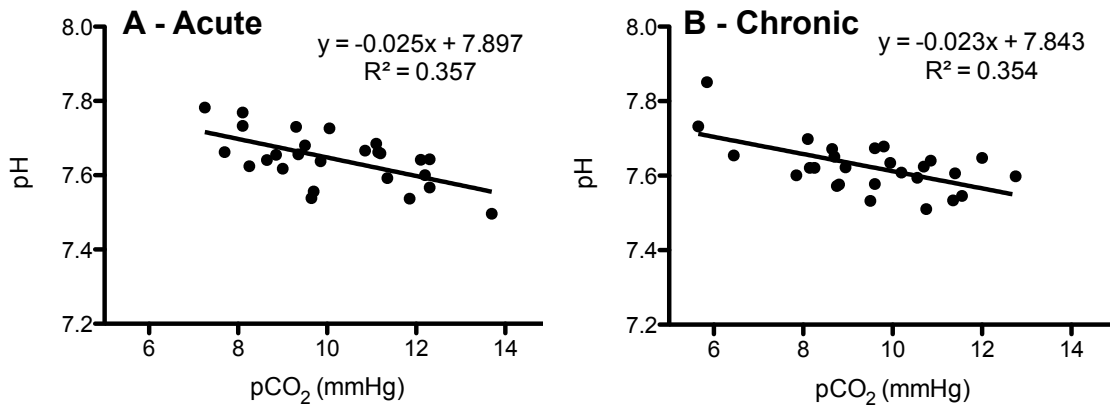 A - Acute
y = -0.025x + 7.897
R² = 0.357
8.0
7.8
7.6
7.4
7.2
pH
6 8 10 12 14
pCO₂ (mmHg)
B - Chronic
y = -0.023x + 7.843
R² = 0.354
8.0
7.8
7.6
7.4
7.2
pH
6 8 10 12 14
pCO₂ (mmHg)